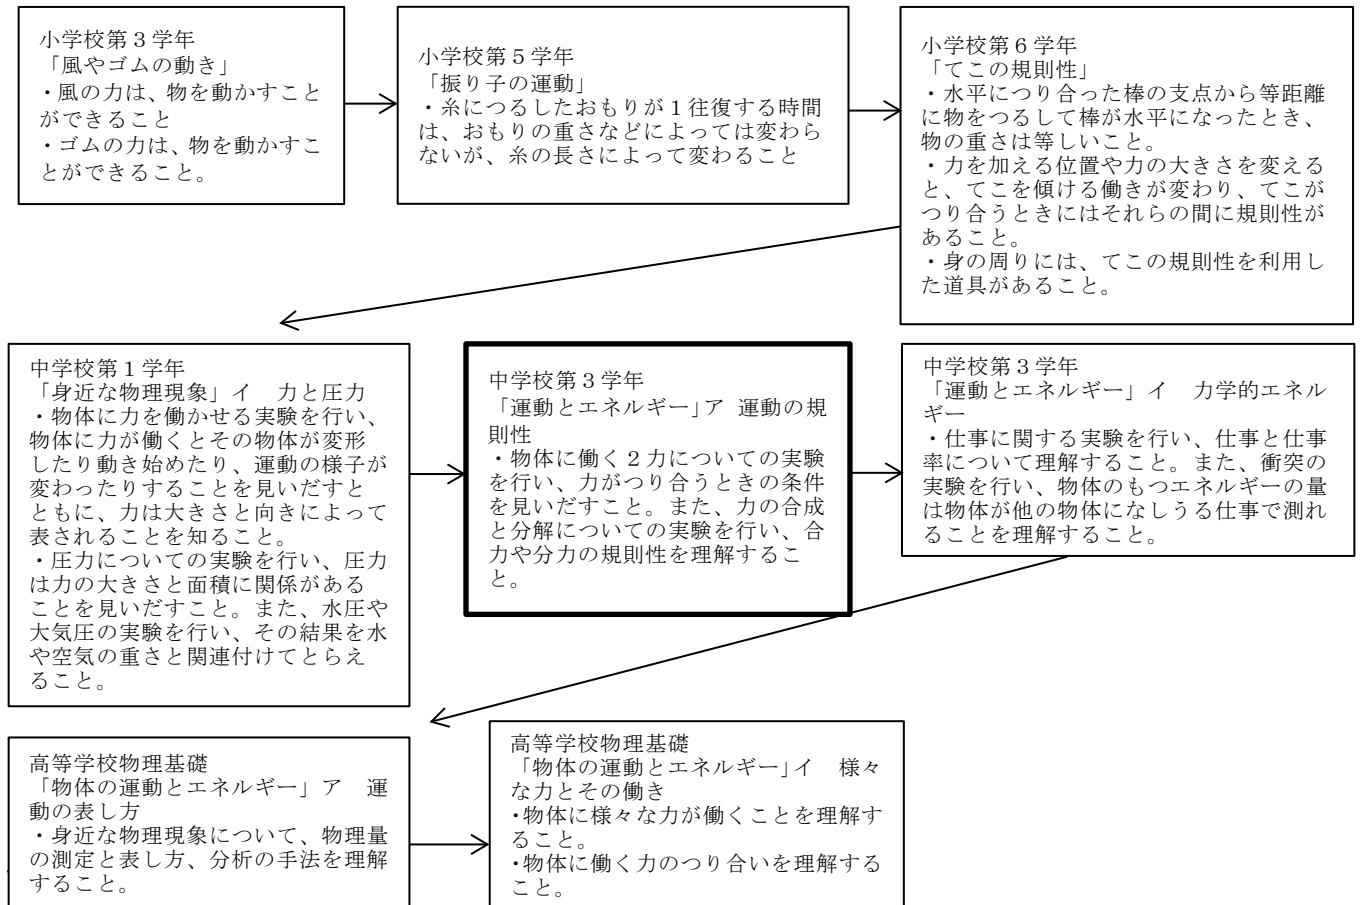 小学校第３学年
「風やゴムの動き」
・風の力は、物を動かすこと
ができること
・ゴムの力は、物を動かすこ
とができること。
小学校第５学年
「振り子の運動」
・糸につるしたおもりが１往復する時間
は、おもりの重さなどによっては変わら
ないが、糸の長さによって変わること
小学校第６学年
「てこの規則性」
・水平につり合った棒の支点から等距離
に物をつるして棒が水平になったとき、
物の重さは等しいこと。
・力を加える位置や力の大きさを変える
と、てこを傾ける働きが変わり、てこが
つり合うときにはそれらの間に規則性が
あること。
・身の周りには、てこの規則性を利用し
た道具があること。
中学校第１学年
「身近な物理現象」イ　力と圧力
・物体に力を働かせる実験を行い、
物体に力が働くとその物体が変形
したり動き始めたり、運動の様子が
変わったりすることを見いだすと
ともに、力は大きさと向きによって
表されることを知ること。
・圧力についての実験を行い、圧力
は力の大きさと面積に関係がある
ことを見いだすこと。また、水圧や
大気圧の実験を行い、その結果を水
や空気の重さと関連付けてとらえ
ること。
中学校第３学年
「運動とエネルギー」ア 運動の規
則性
・物体に働く２力についての実験
を行い、力がつり合うときの条件
を見いだすこと。また、力の合成
と分解についての実験を行い、合
力や分力の規則性を理解するこ
と。
中学校第３学年
「運動とエネルギー」イ　力学的エネル
ギー
・仕事に関する実験を行い、仕事と仕事
率について理解すること。また、衝突の
実験を行い、物体のもつエネルギーの量
は物体が他の物体になしうる仕事で測れ
ることを理解すること。
高等学校物理基礎
「物体の運動とエネルギー」ア　運
動の表し方
・身近な物理現象について、物理量
の測定と表し方、分析の手法を理解
すること。
高等学校物理基礎
「物体の運動とエネルギー」イ　様々
な力とその働き
・物体に様々な力が働くことを理解す
ること。
・物体に働く力のつり合いを理解する
こと。